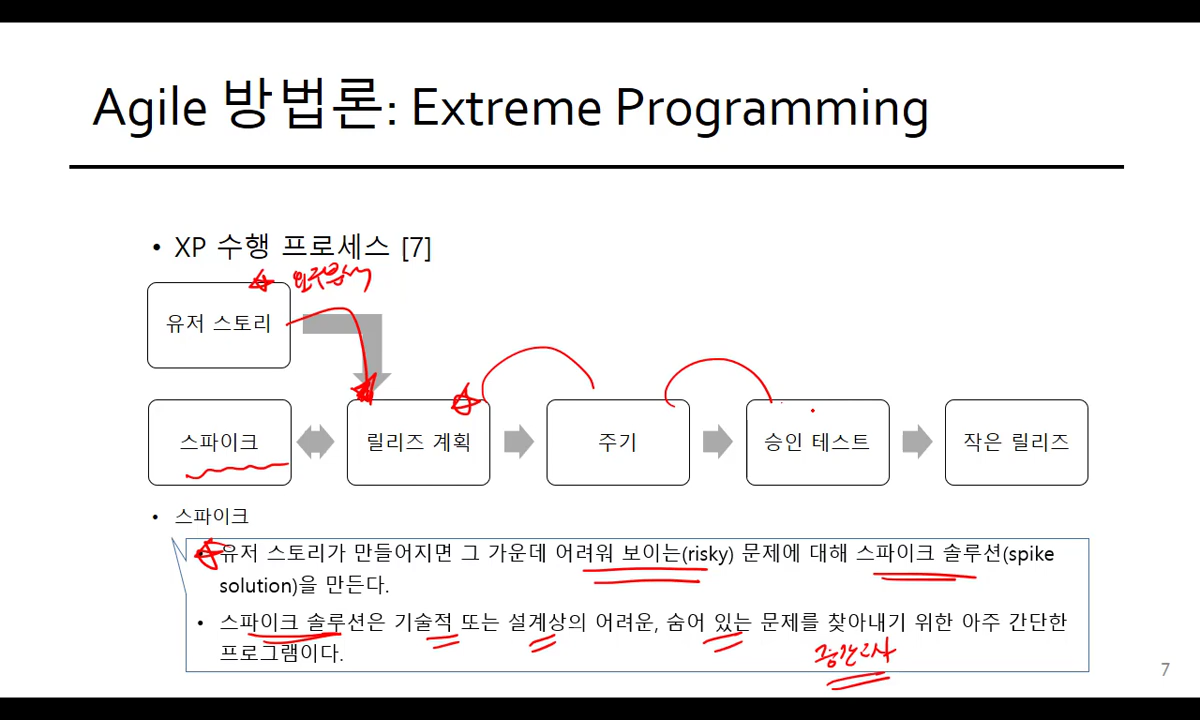 Agile 방법론: Extreme Programming
• XP 수행 프로세스 [7]
유저 스토리
스파이크
릴리즈 계획
주기
승인 테스트
작은 릴리즈
• 스파이크
유저 스토리가 만들어지면 그 가운데 어려워 보이는(risky) 문제에 대해 스파이크 솔루션(spike
solution)을 만든다.
• 스파이크 솔루션은 기술적 또는 설계상의 어려운, 숨어 있는 문제를 찾아내기 위한 아주 간단한
프로그램이다.
중간고사
7